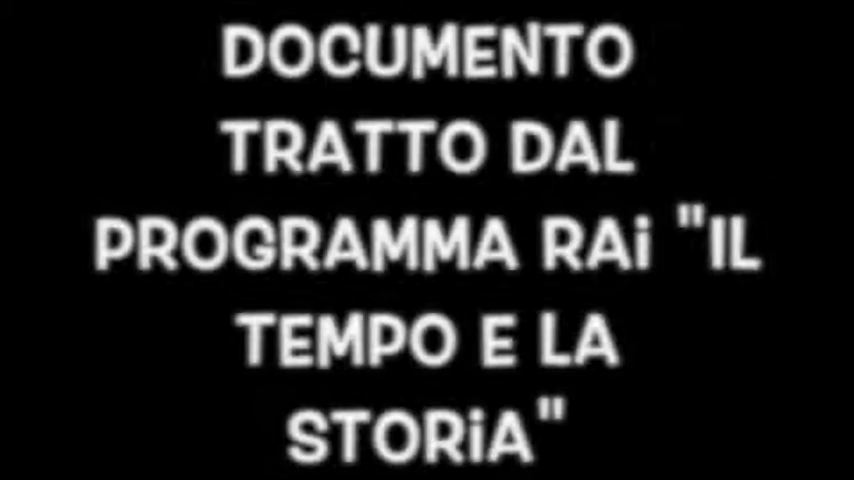 DOCUMENTO
TRATTO DAL
PROGRAMMA RAi "IL
TEMPO E LA
STORiA"